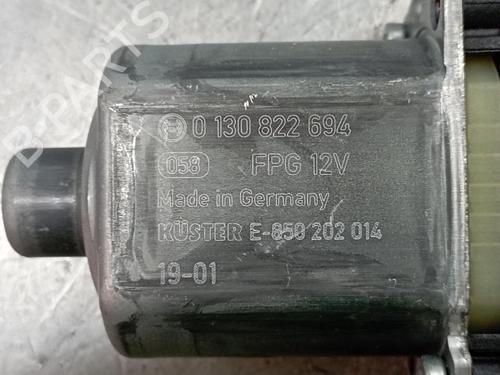 0 130 822 694
058 FPG 12V
Made in Germany
KÜSTER E-850 202 014
19-01
B-PARTS